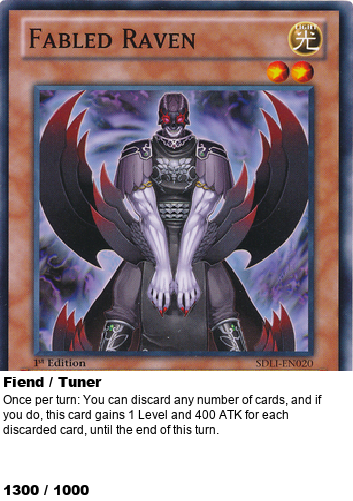 FABLED RAVEN
LIGHT
光
1st Edition
SDLI-EN020
Fiend / Tuner
Once per turn: You can discard any number of cards, and if
you do, this card gains 1 Level and 400 ATK for each
discarded card, until the end of this turn.
1300 / 1000